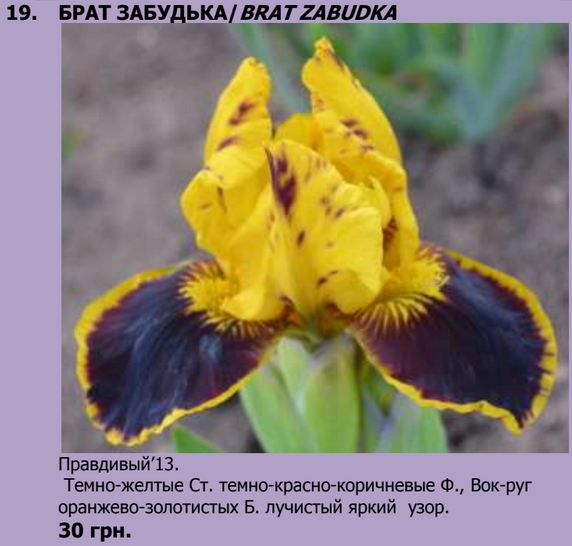 19. БРАТ ЗАБУДЬКА/BRAT ZABUDKA
Правдивый'13.
Темно-желтые Ст. темно-красно-коричневые Ф., Вок-руг
оранжево-золотистых Б. лучистый яркий узор.
30 грн.